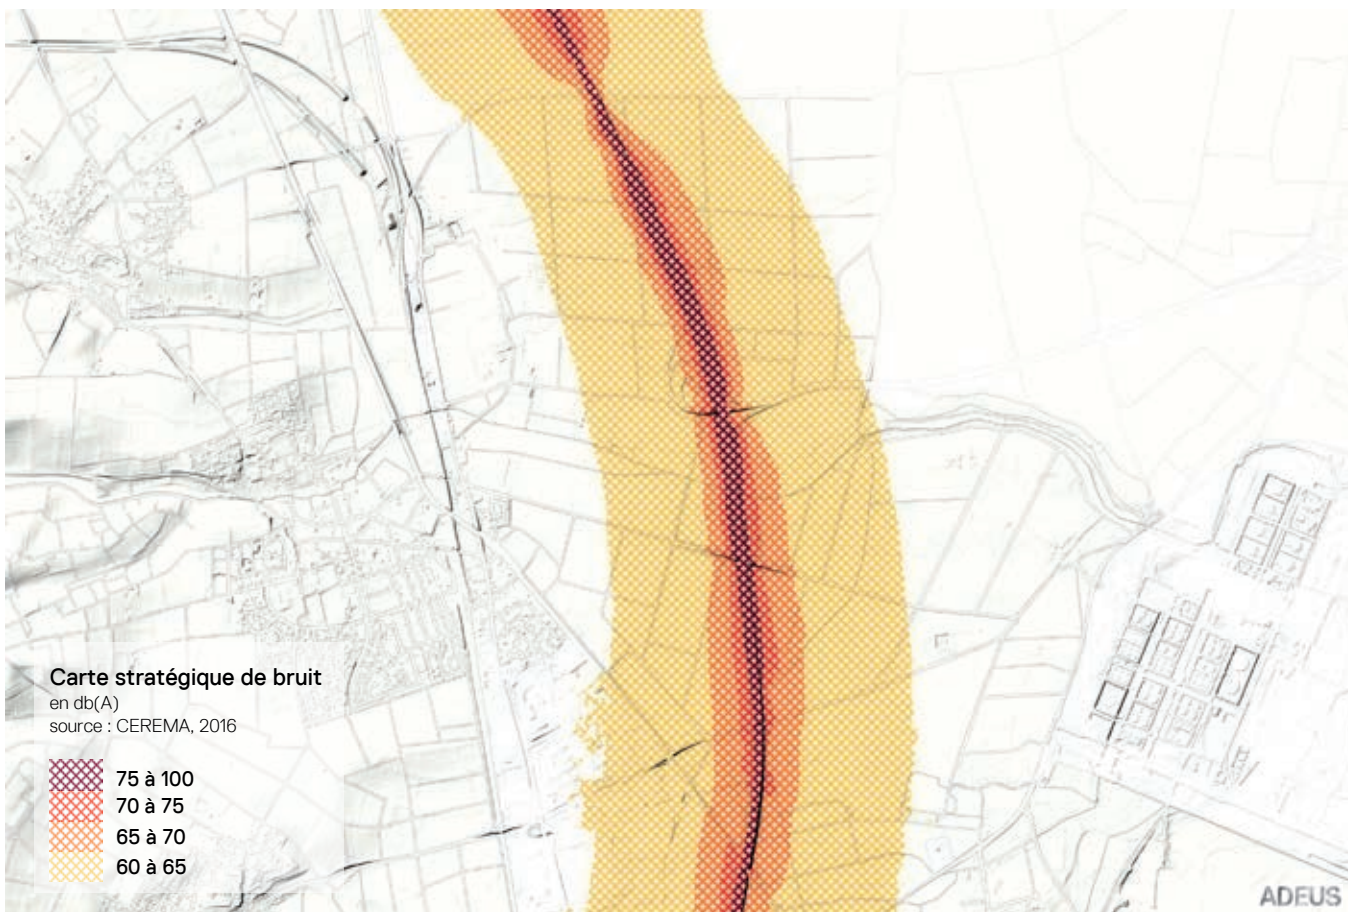 Carte stratégique de bruit
en db(A)
source : CEREMA, 2016
75 à 100
70 à 75
65 à 70
60 à 65
ADEUS